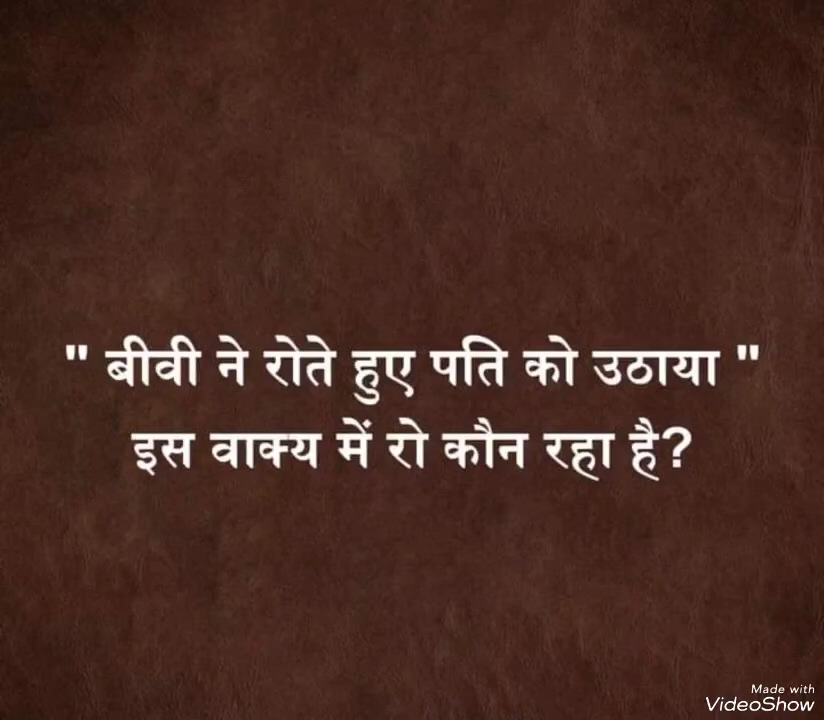 " बीवी ने रोते हुए पति को उठाया "
इस वाक्य में रो कौन रहा है?
Made with
VideoShow